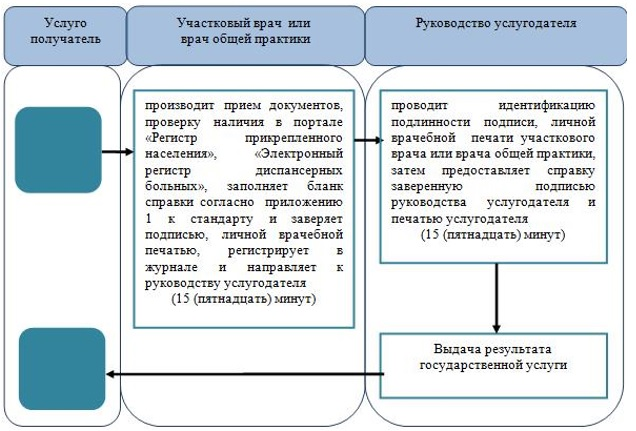 Услуго
получатель
Участковый врач или
врач общей практики
Руководство услугодателя
производит прием документов,
проверку наличия в портале
«Регистр прикрепленного
населения», «Электронный
регистр диспансерных
больных», заполняет бланк
справки согласно приложению
1 к стандарту и заверяет
подписью, личной врачебной
печатью, регистрирует в
журнале и направляет к
руководству услугодателя
(15 (пятнадцать) минут)
проводит идентификацию
подлинности подписи, личной
врачебной печати участкового
врача или врача общей практики,
затем предоставляет справку
заверенную подписью
руководства услугодателя и
печатью услугодателя
(15 (пятнадцать) минут)
Выдача результата
государственной услуги